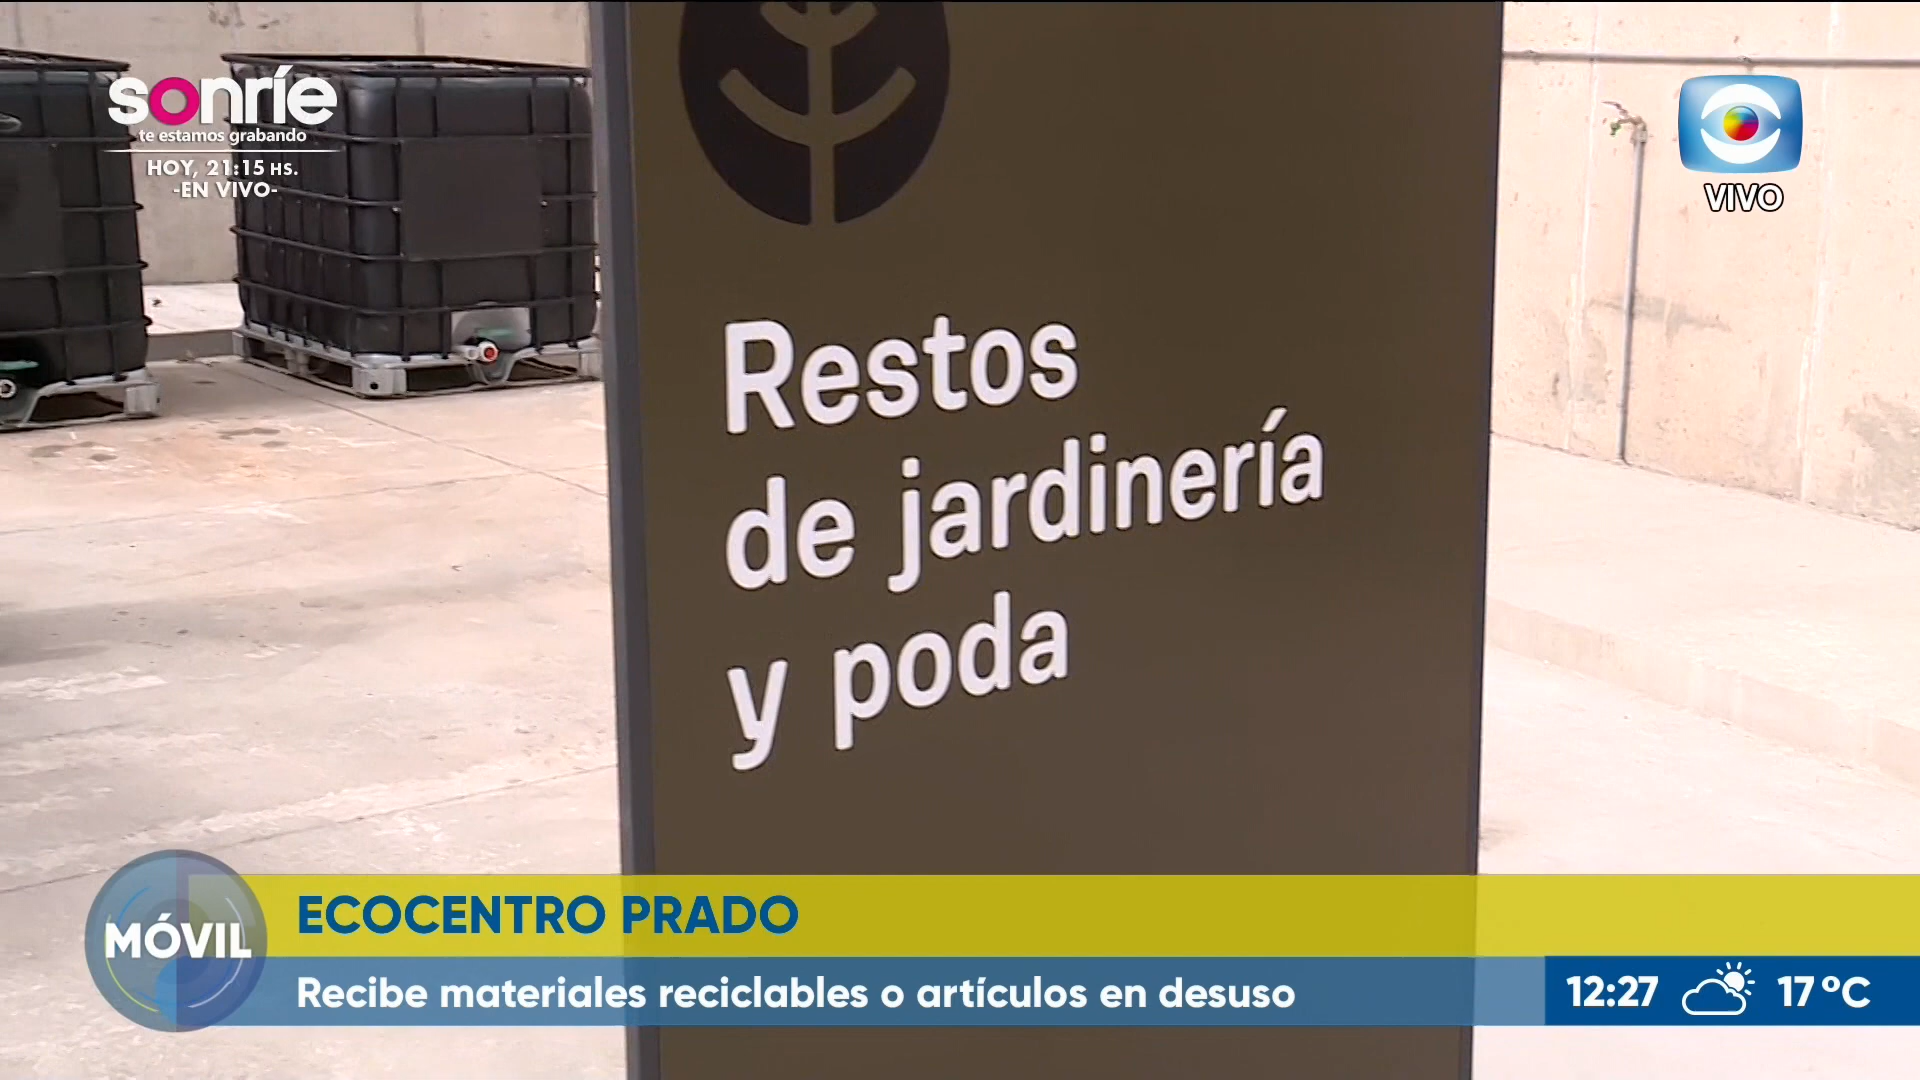 sonríe
te estamos grabando
HOY, 21:15 HS.
-EN VIVO-
VIVO
Restos
de jardinería
y poda
MÓVIL
ECOCENTRO PRADO
Recibe materiales reciclables o artículos en desuso
12:27 17°C